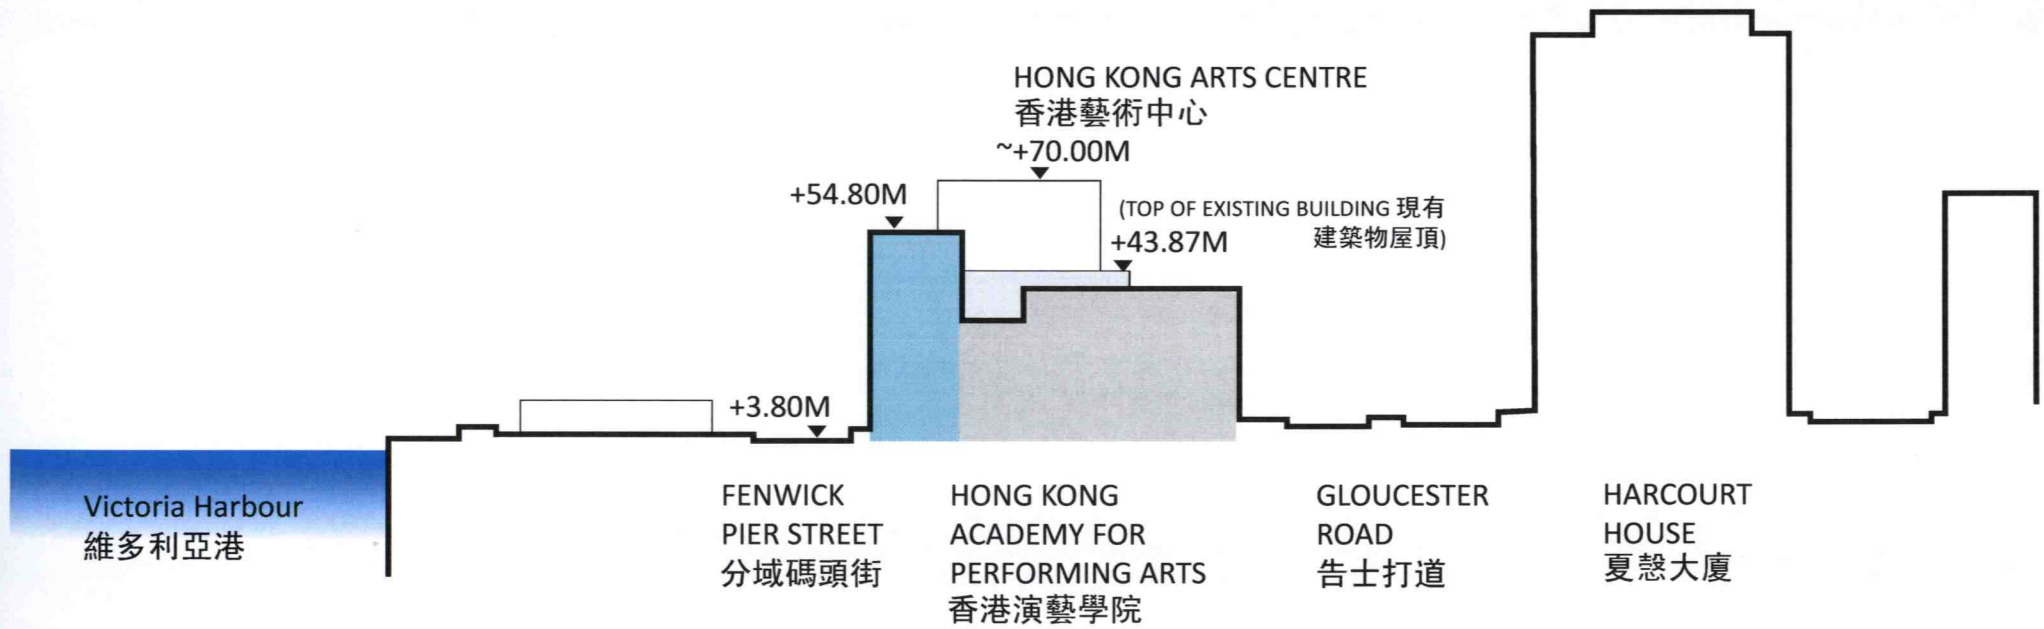 HONG KONG ARTS CENTRE
香港藝術中心
~+70.00M
+54.80M
(TOP OF EXISTING BUILDING 現有
建築物屋頂)
+43.87M
+3.80M
Victoria Harbour
維多利亞港
FENWICK
PIER STREET
分域碼頭街
HONG KONG
ACADEMY FOR
PERFORMING ARTS
香港演藝學院
GLOUCESTER
ROAD
告士打道
HARCOURT
HOUSE
夏慤大廈